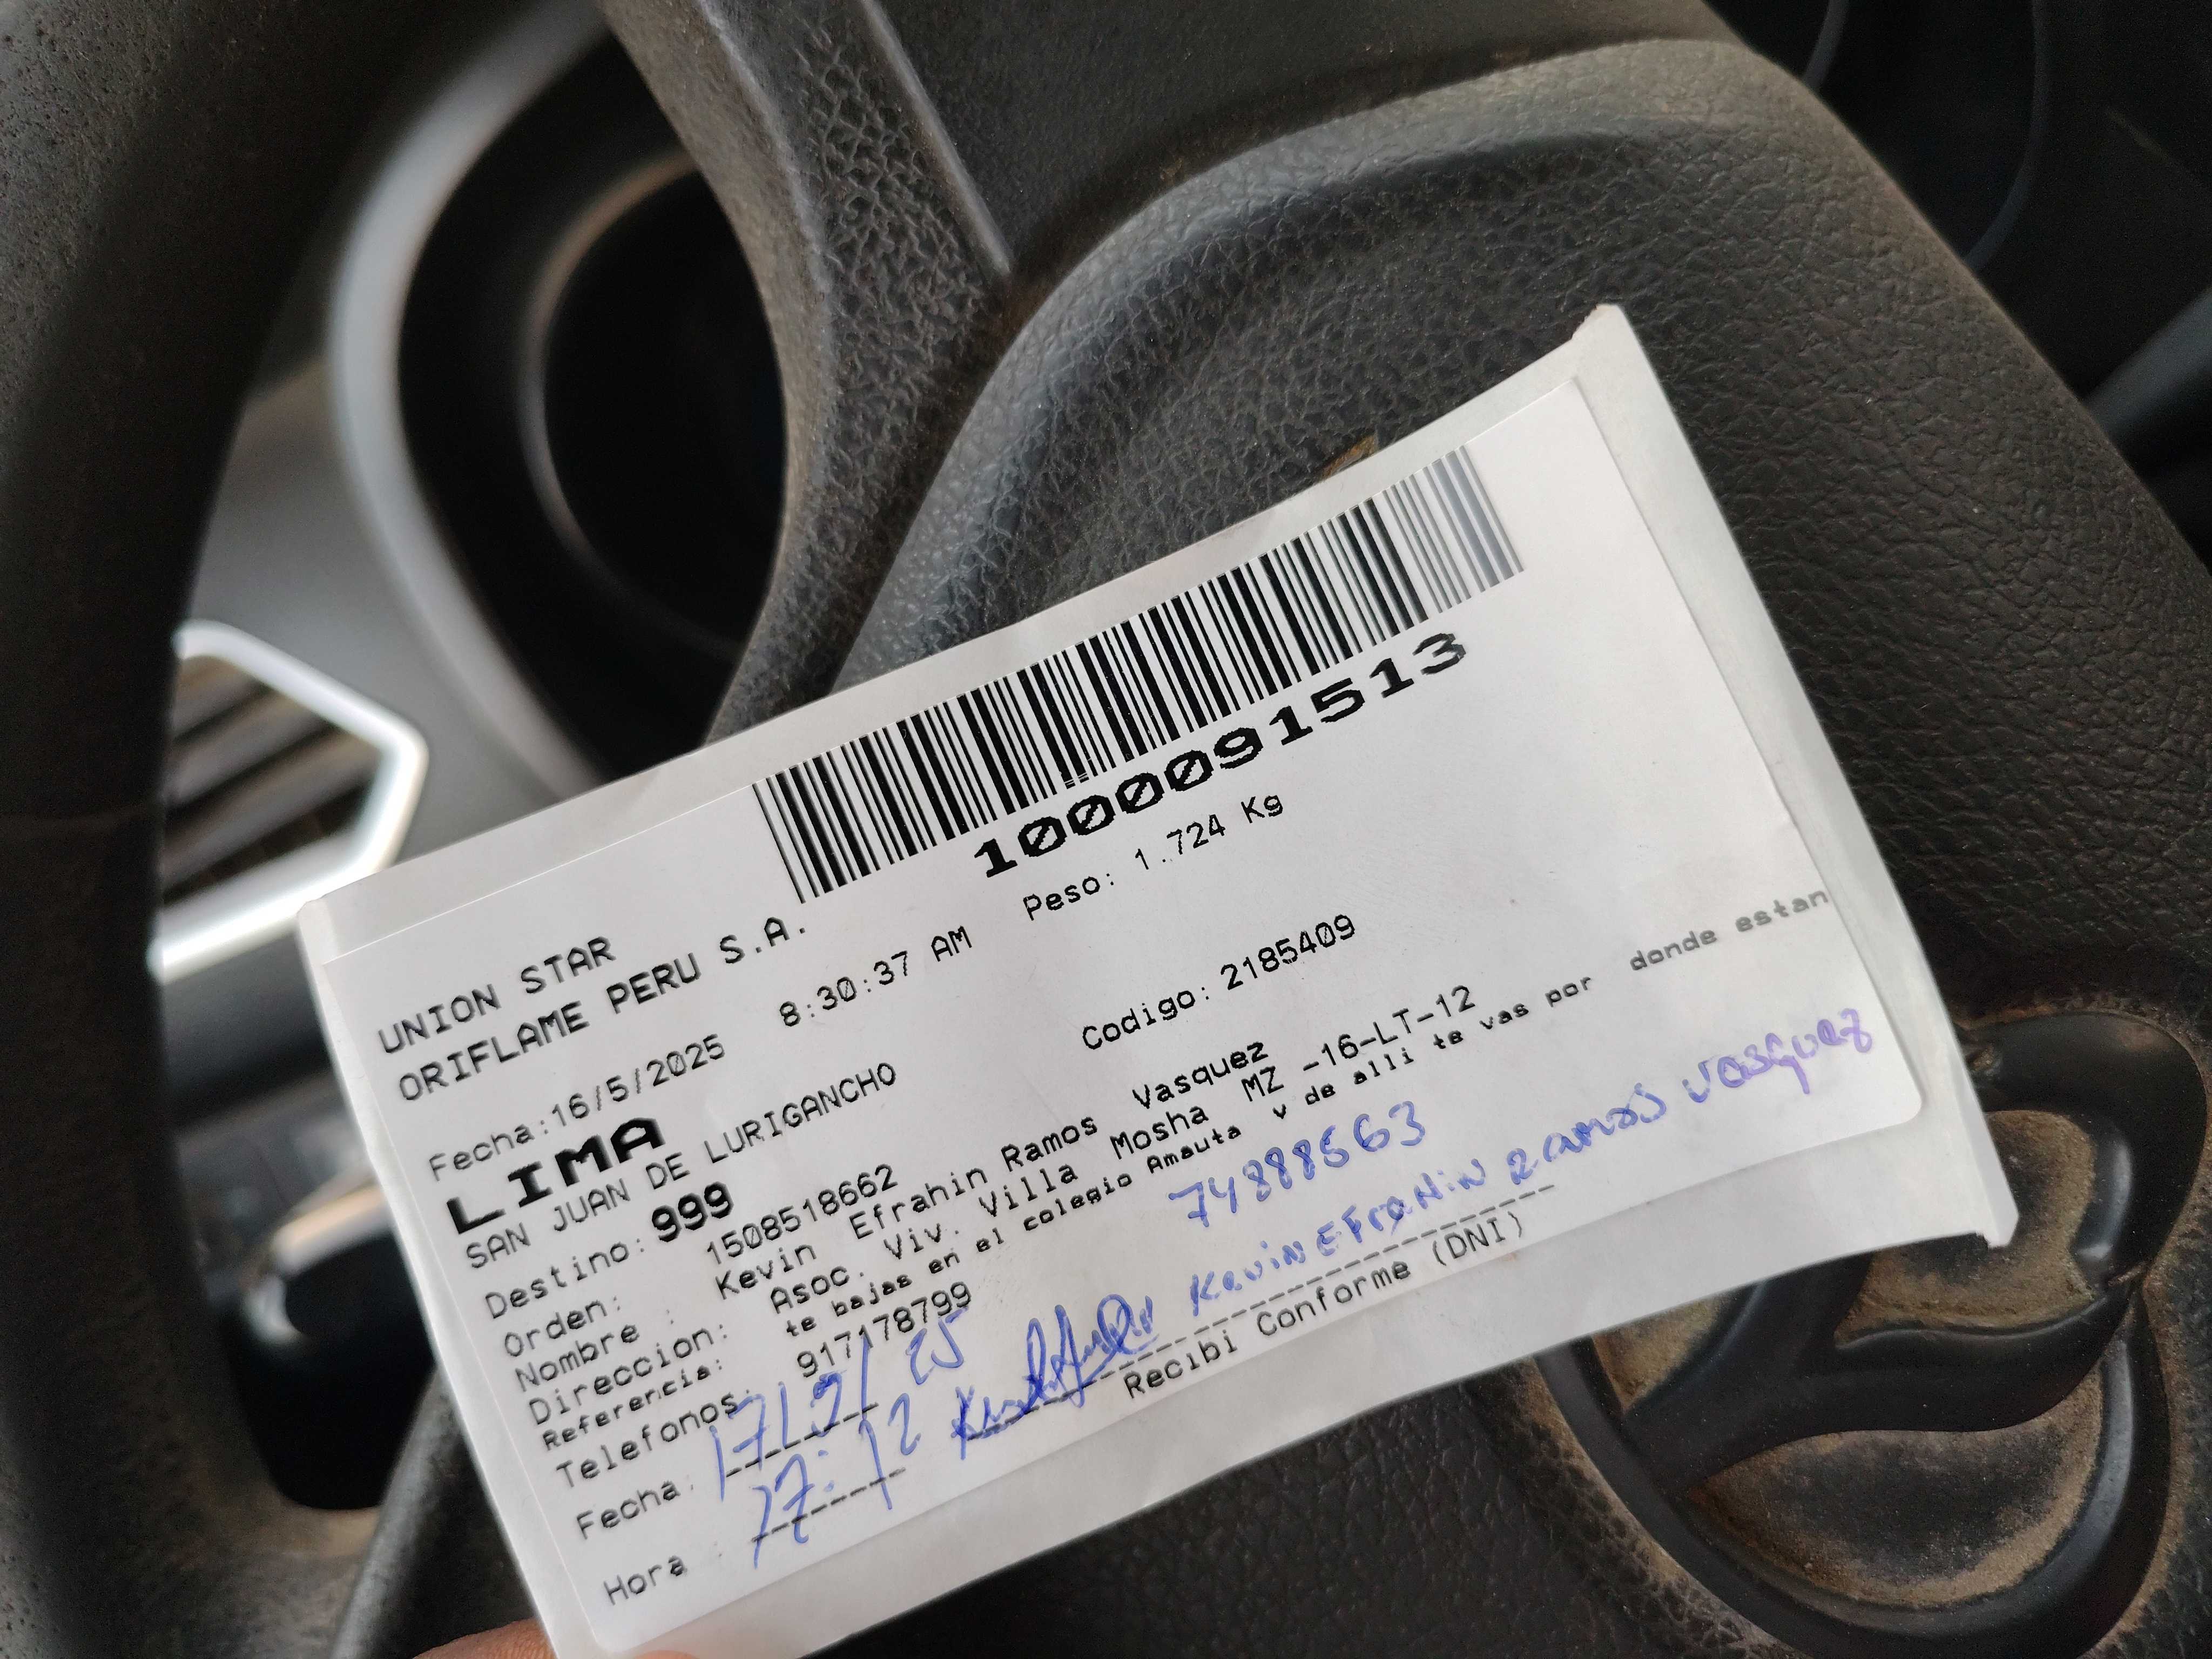 1000091513
UNION STAR
ORIFLAME PERU S.A.
Fecha:16/5/2025 8:30:37 AM Peso: 1.724 Kg
LIMA
SAN JUAN DE LURIGANCHO Codigo: 2185409
Destino: 999
Orden: 1508518662
Nombre : Kevin Efrahin Ramos Vasquez
Direccion: Asoc. Viv. Villa Mosha MZ -16-LT-12
Referencia: te bajas en el colegio Amauta y de alli te vas por donde estan
Telefonos: 917178799
74888563
Fecha: 17/ / 25
Kevin EFraHin Ramos Vasquez
Hora : 17:12
Recibi Conforme (DNI)